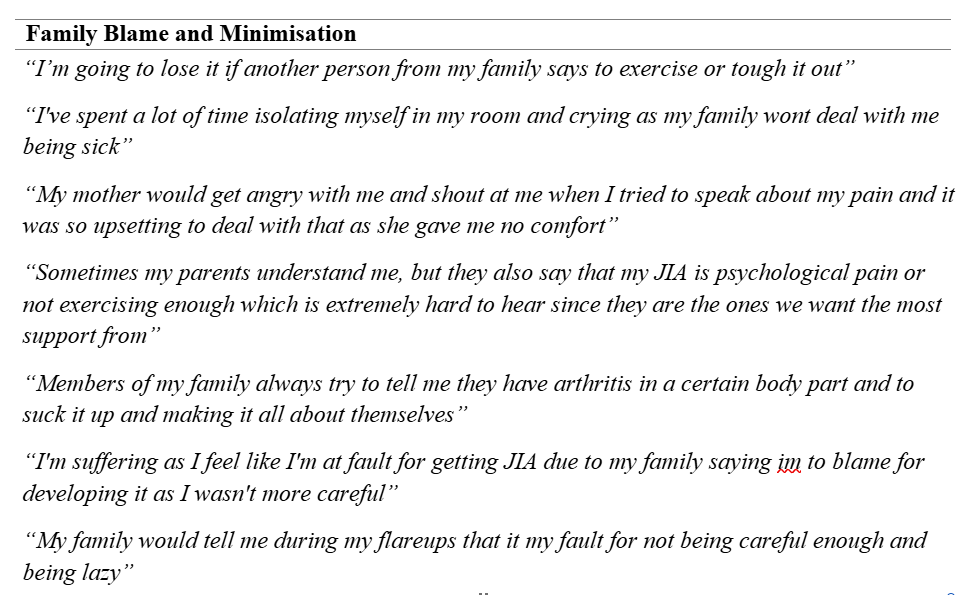 Family Blame and Minimisation
“I’m going to lose it if another person from my family says to exercise or tough it out”
“I've spent a lot of time isolating myself in my room and crying as my family wont deal with me
being sick”
“My mother would get angry with me and shout at me when I tried to speak about my pain and it
was so upsetting to deal with that as she gave me no comfort”
“Sometimes my parents understand me, but they also say that my JIA is psychological pain or
not exercising enough which is extremely hard to hear since they are the ones we want the most
support from”
“Members of my family always try to tell me they have arthritis in a certain body part and to
suck it up and making it all about themselves”
“I'm suffering as I feel like I'm at fault for getting JIA due to my family saying im to blame for
developing it as I wasn't more careful”
“My family would tell me during my flareups that it my fault for not being careful enough and
being lazy”